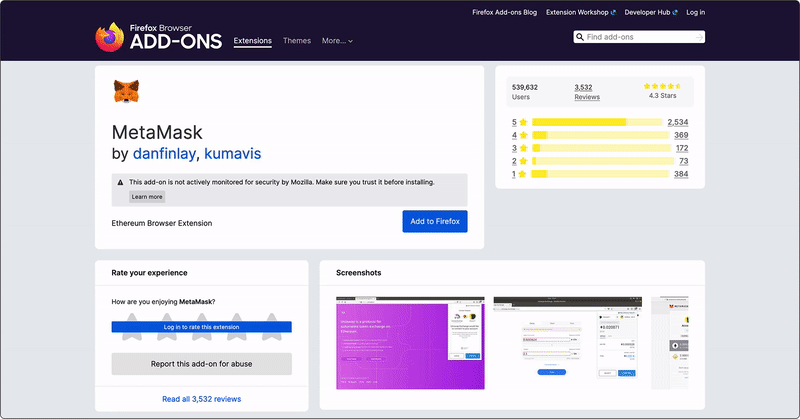 Firefox Add-ons Blog Extension Workshop Developer Hub Log in
Firefox Browser
ADD-ONS
Extensions Themes More...
Find add-ons
MetaMask
by danfinlay, kumavis
This add-on is not actively monitored for security by Mozilla. Make sure you trust it before installing.
Learn more
Ethereum Browser Extension
Add to Firefox
539,632
Users
3,532
Reviews
4.3 Stars
5 2,534
4 369
3 172
2 73
1 384
Rate your experience
How are you enjoying MetaMask?
Log in to rate this extension
Report this add-on for abuse
Read all 3,532 reviews
Screenshots